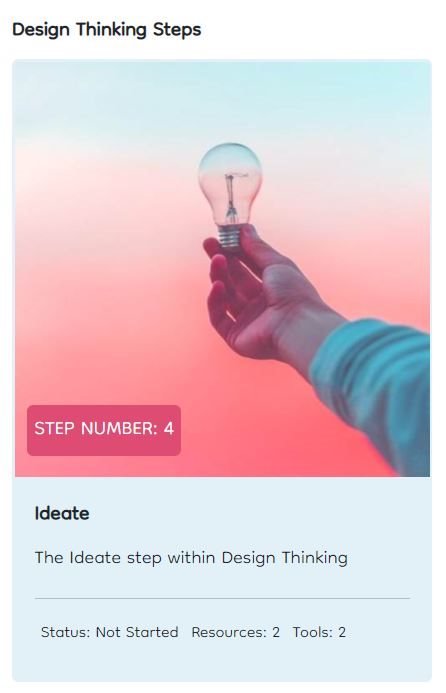 Design Thinking Steps
STEP NUMBER: 4
Ideate
The Ideate step within Design Thinking
Status: Not Started Resources: 2 Tools: 2